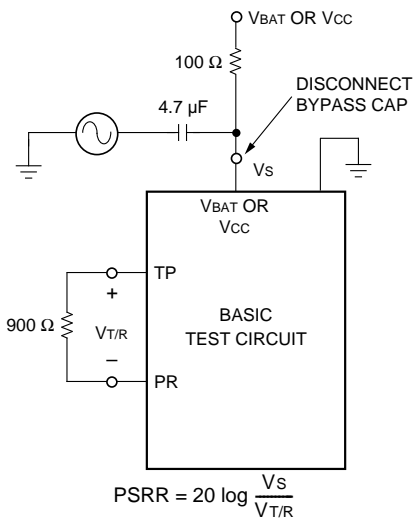 VBAT OR VCC
100 Ω
4.7 µF
DISCONNECT
BYPASS CAP
VS
VBAT OR
VCC
TP
+
900 Ω
VT/R
BASIC
TEST CIRCUIT
–
PR
PSRR = 20 log VS / VT/R